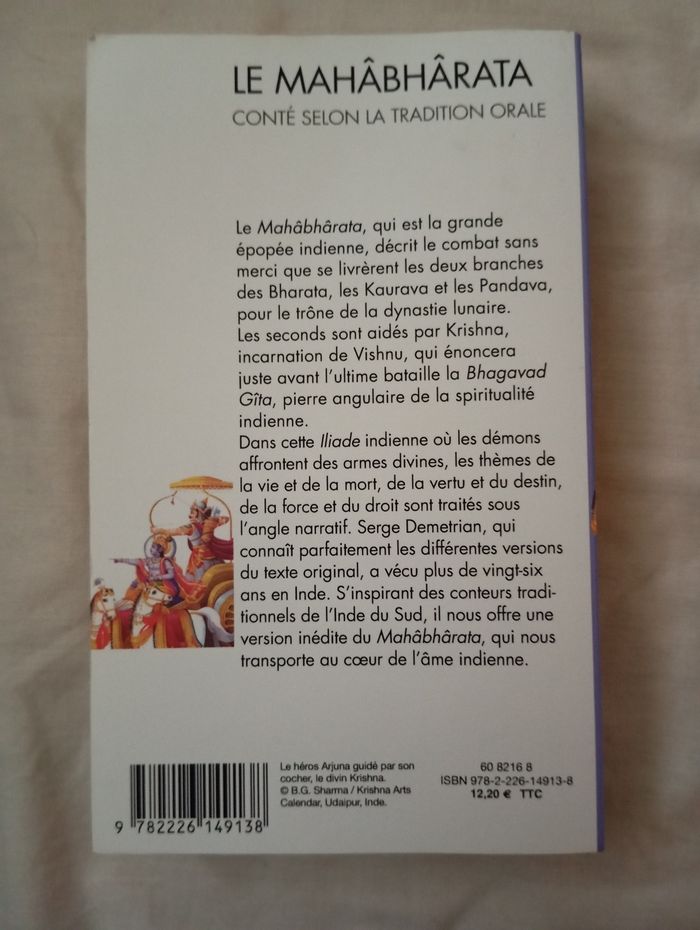 LE MAHÂBHÂRATA
CONTÉ SELON LA TRADITION ORALE
Le Mahâbhârata, qui est la grande
épopée indienne, décrit le combat sans
merci que se livrèrent les deux branches
des Bharata, les Kaurava et les Pandava,
pour le trône de la dynastie lunaire.
Les seconds sont aidés par Krishna,
incarnation de Vishnu, qui énoncera
juste avant l'ultime bataille la Bhagavad
Gîta, pierre angulaire de la spiritualité
indienne.
Dans cette Iliade indienne où les démons
affrontent des armes divines, les thèmes de
la vie et de la mort, de la vertu et du destin,
de la force et du droit sont traités sous
l'angle narratif. Serge Demetrian, qui
connaît parfaitement les différentes versions
du texte original, a vécu plus de vingt-six
ans en Inde. S'inspirant des conteurs tradi-
tionnels de l'Inde du Sud, il nous offre une
version inédite du Mahâbhârata, qui nous
transporte au cœur de l'âme indienne.
Le héros Arjuna guidé par son
cocher, le divin Krishna.
© B.G. Sharma / Krishna Arts
Calendar, Udaipur, Inde.
60 8216 8
ISBN 978-2-226-14913-8
12,20 € TTC
9 782226 149138